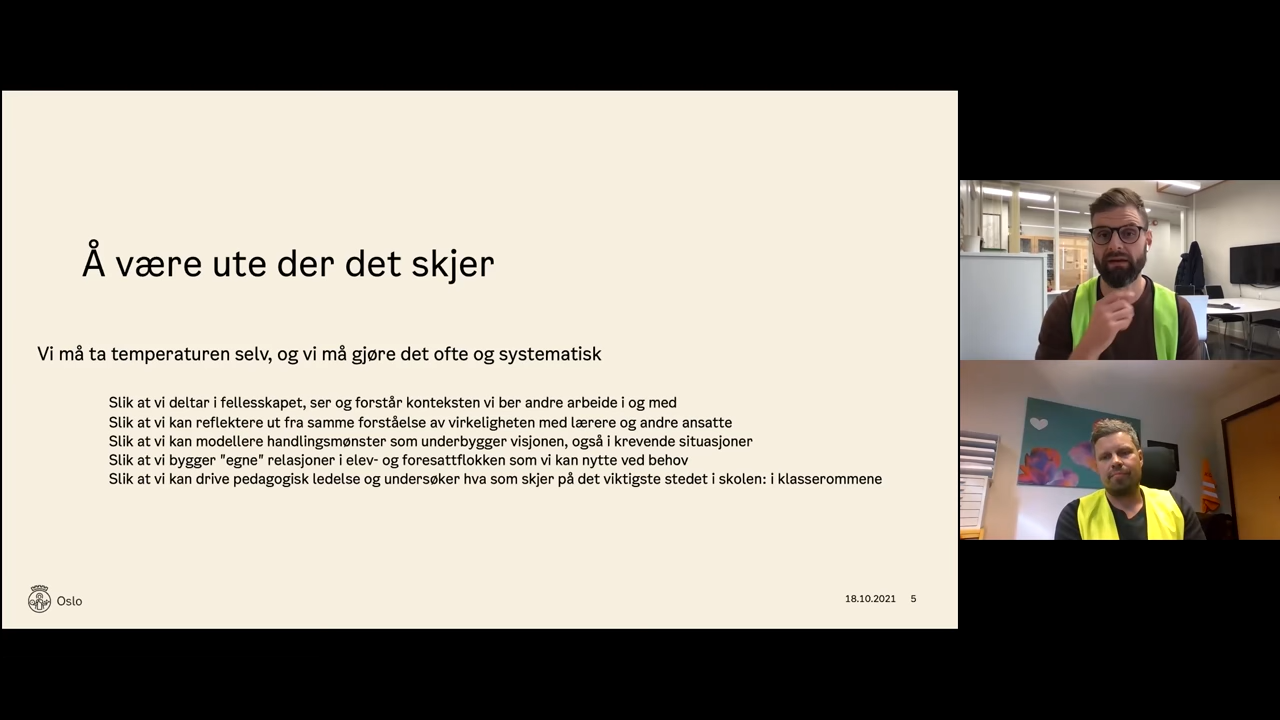 Å være ute der det skjer
Vi må ta temperaturen selv, og vi må gjøre det ofte og systematisk
Slik at vi deltar i fellesskapet, ser og forstår konteksten vi ber andre arbeide i og med
Slik at vi kan reflektere ut fra samme forståelse av virkeligheten med lærere og andre ansatte
Slik at vi kan modellere handlingsmønster som underbygger visjonen, også i krevende situasjoner
Slik at vi bygger "egne" relasjoner i elev- og foresattflokken som vi kan nytte ved behov
Slik at vi kan drive pedagogisk ledelse og undersøker hva som skjer på det viktigste stedet i skolen: i klasserommene
Oslo
18.10.2021 5